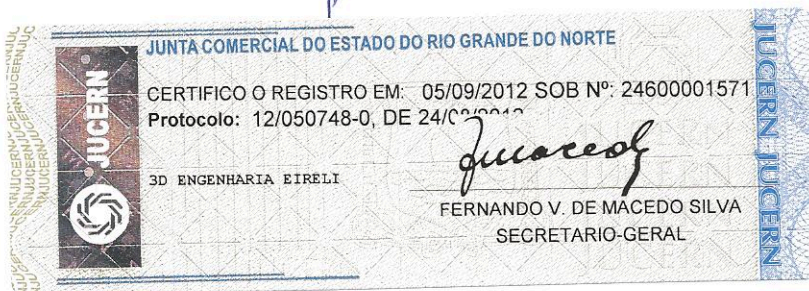 JUNTA COMERCIAL DO ESTADO DO RIO GRANDE DO NORTE
CERTIFICO O REGISTRO EM: 05/09/2012 SOB Nº: 24600001571
Protocolo: 12/050748-0, DE
3D ENGENHARIA EIRELI
FERNANDO V. DE MACEDO SILVA
SECRETARIO-GERAL
JUCERN
JUCERN JUCERN